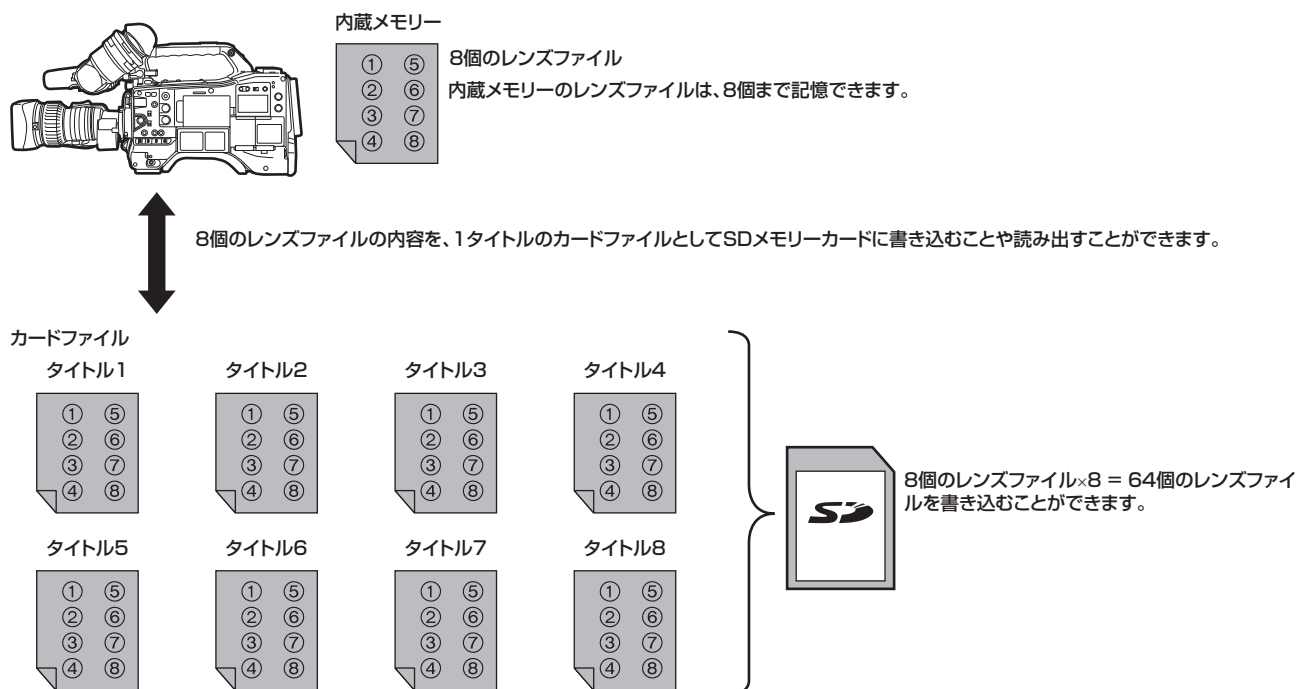 内蔵メモリー
① ⑤
② ⑥
③ ⑦
④ ⑧
8個のレンズファイル
内蔵メモリーのレンズファイルは、8個まで記憶できます。
8個のレンズファイルの内容を、1タイトルのカードファイルとしてSDメモリーカードに書き込むことや読み出すことができます。
カードファイル
タイトル1 タイトル2 タイトル3 タイトル4
① ⑤ ① ⑤ ① ⑤ ① ⑤
② ⑥ ② ⑥ ② ⑥ ② ⑥
③ ⑦ ③ ⑦ ③ ⑦ ③ ⑦
④ ⑧ ④ ⑧ ④ ⑧ ④ ⑧
タイトル5 タイトル6 タイトル7 タイトル8
① ⑤ ① ⑤ ① ⑤ ① ⑤
② ⑥ ② ⑥ ② ⑥ ② ⑥
③ ⑦ ③ ⑦ ③ ⑦ ③ ⑦
④ ⑧ ④ ⑧ ④ ⑧ ④ ⑧
SD
8個のレンズファイル×8 = 64個のレンズファイ
ルを書き込むことができます。